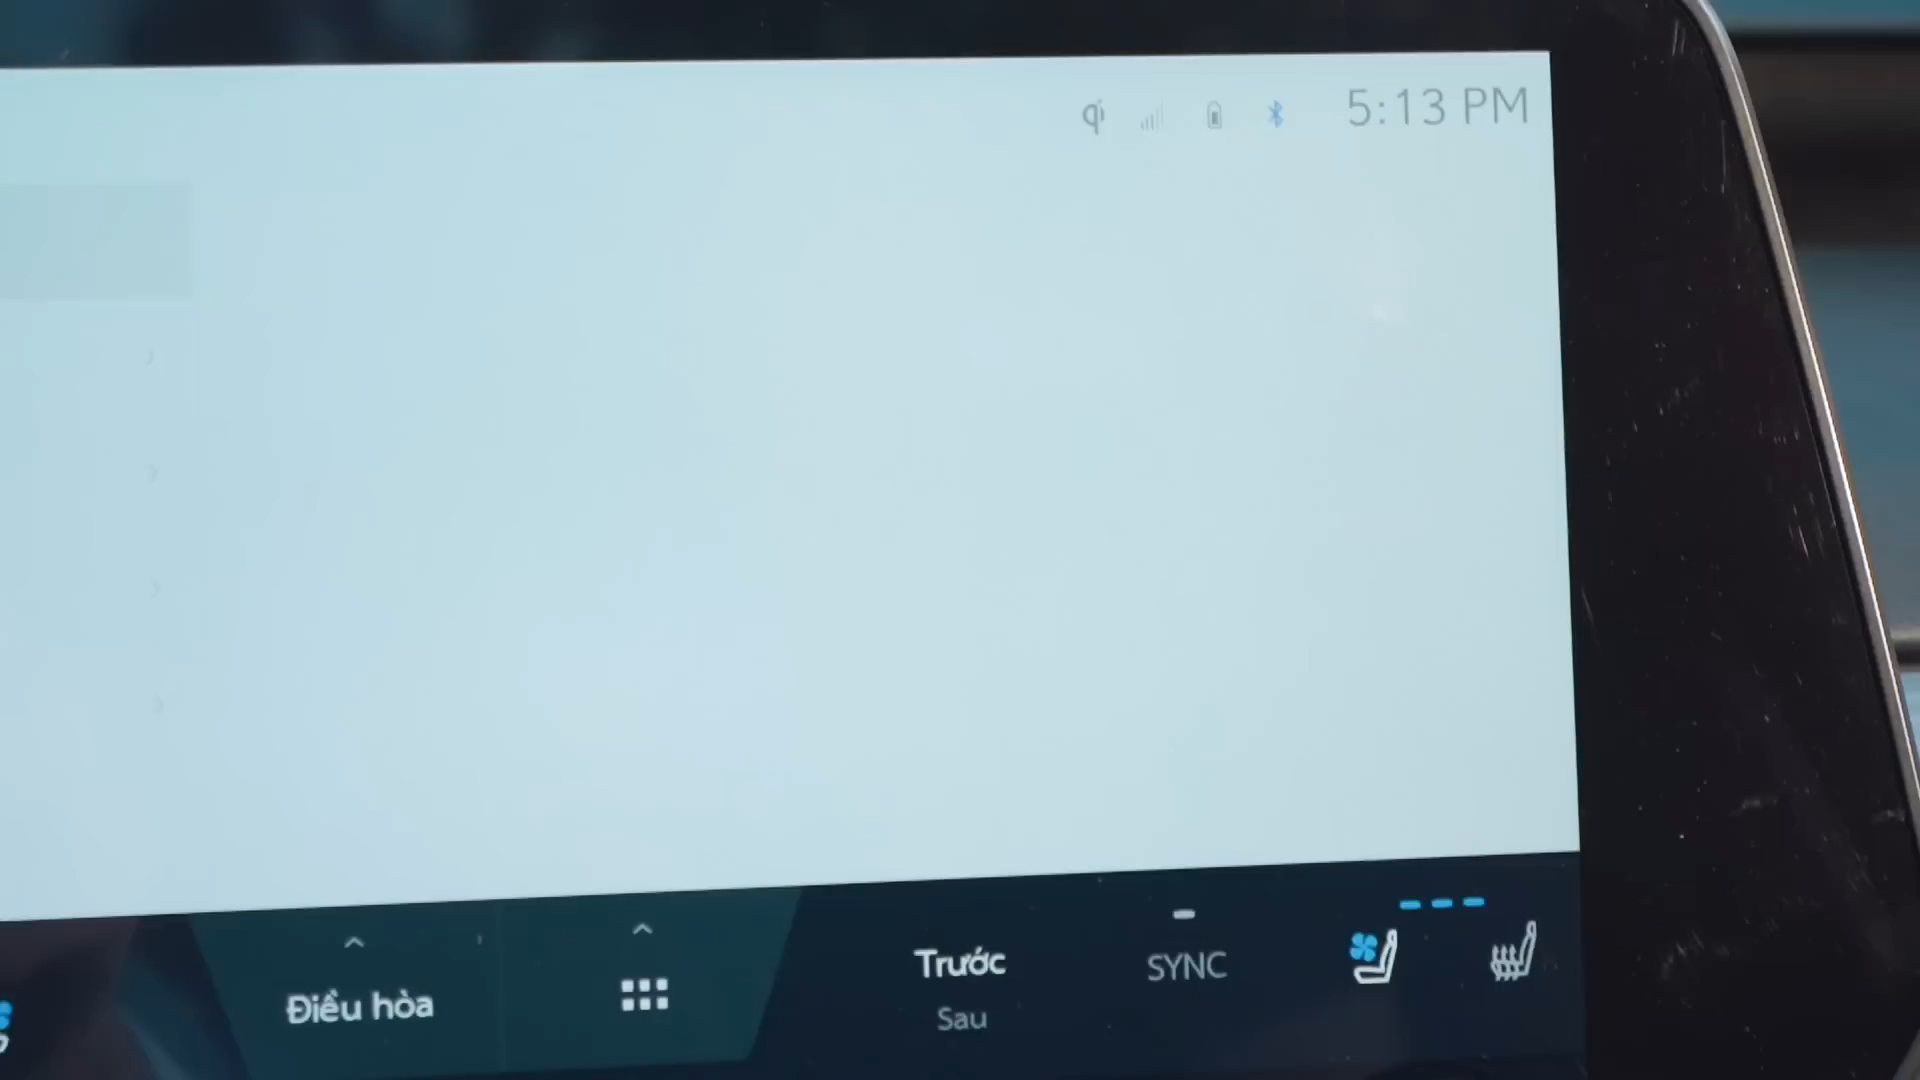 5:13 PM
Điều hòa
Trước
Sau
SYNC